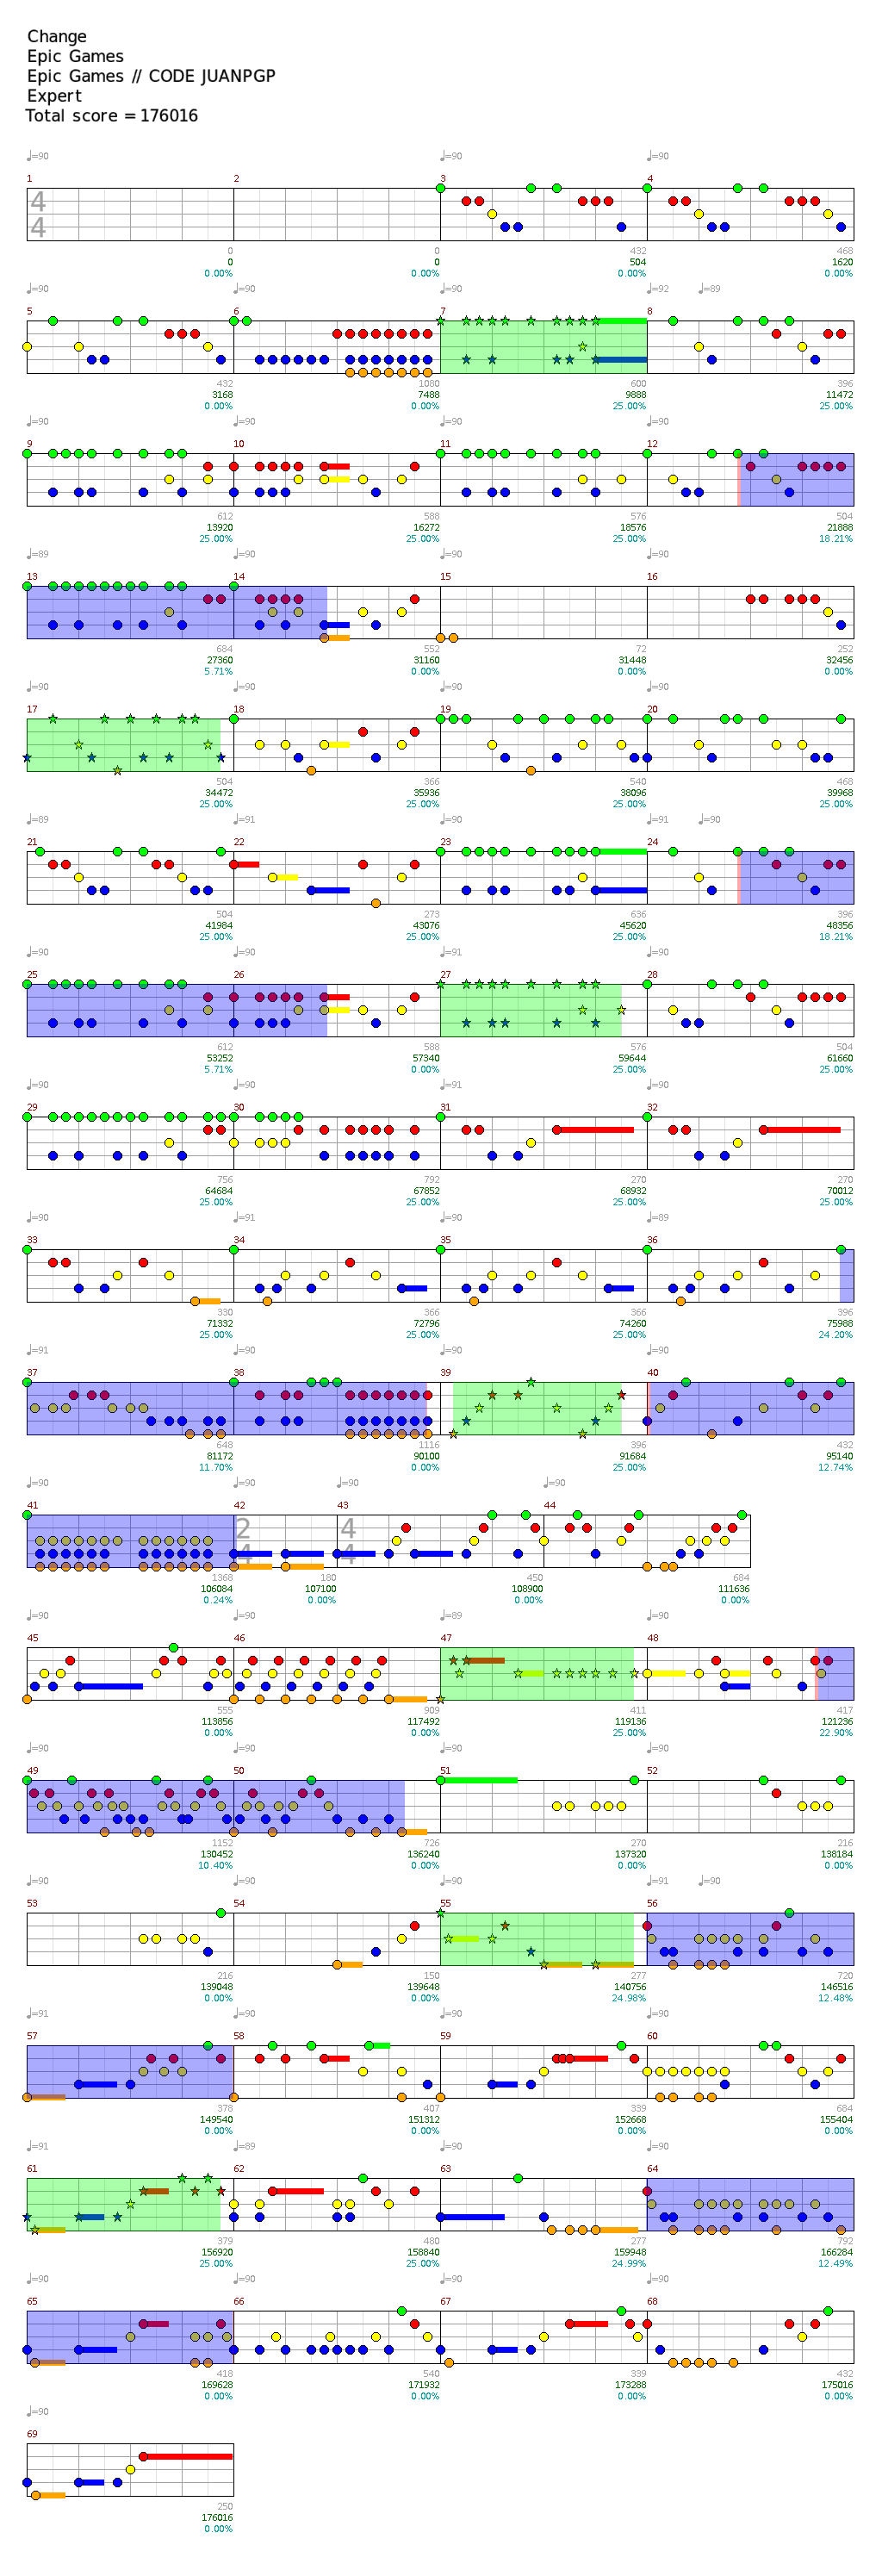 Change
Epic Games
Epic Games // CODE JUANPGP
Expert
Total score = 176016
♩=90 ♩=90 ♩=90
1 2 3 4
4
4
0 0 432 468
0 0 504 1620
0.00% 0.00% 0.00% 0.00%
♩=90 ♩=90 ♩=90 ♩=92 ♩=89
5 6 7 8
432 1080 600 396
3168 7488 9888 11472
0.00% 0.00% 25.00% 25.00%
♩=90 ♩=90 ♩=90 ♩=90
9 10 11 12
612 588 576 504
13920 16272 18576 21888
25.00% 25.00% 25.00% 18.21%
♩=89 ♩=90 ♩=90 ♩=90
13 14 15 16
684 552 72 252
27360 31160 31448 32456
5.71% 0.00% 0.00% 0.00%
♩=90 ♩=90 ♩=90 ♩=90
17 18 19 20
504 366 540 468
34472 35936 38096 39968
25.00% 25.00% 25.00% 25.00%
♩=89 ♩=91 ♩=90 ♩=91 ♩=90
21 22 23 24
504 273 636 396
41984 43076 45620 48356
25.00% 25.00% 25.00% 18.21%
♩=90 ♩=90 ♩=91 ♩=90
25 26 27 28
612 588 576 504
53252 57340 59644 61660
5.71% 0.00% 25.00% 25.00%
♩=90 ♩=90 ♩=91 ♩=90
29 30 31 32
756 792 270 270
64684 67852 68932 70012
25.00% 25.00% 25.00% 25.00%
♩=90 ♩=91 ♩=90 ♩=89
33 34 35 36
330 366 366 396
71332 72796 74260 75988
25.00% 25.00% 25.00% 24.20%
♩=91 ♩=90 ♩=90 ♩=90
37 38 39 40
648 1116 396 432
81172 90100 91684 95140
11.70% 0.00% 25.00% 12.74%
♩=90 ♩=90 ♩=90 ♩=90
41 42 43 44
2 4
4 4
1368 180 450 684
106084 107100 108900 111636
0.24% 0.00% 0.00% 0.00%
♩=90 ♩=90 ♩=89 ♩=90
45 46 47 48
555 909 411 417
113856 117492 119136 121236
0.00% 0.00% 25.00% 22.90%
♩=90 ♩=90 ♩=90 ♩=90
49 50 51 52
1152 726 270 216
130452 136240 137320 138184
10.40% 0.00% 0.00% 0.00%
♩=90 ♩=90 ♩=90 ♩=91 ♩=90
53 54 55 56
216 150 277 720
139048 139648 140756 146516
0.00% 0.00% 24.98% 12.48%
♩=91 ♩=90 ♩=90 ♩=90
57 58 59 60
378 407 339 684
149540 151312 152668 155404
0.00% 0.00% 0.00% 0.00%
♩=91 ♩=89 ♩=90 ♩=90
61 62 63 64
379 480 277 792
156920 158840 159948 166284
25.00% 25.00% 24.99% 12.49%
♩=90 ♩=90 ♩=90 ♩=90
65 66 67 68
418 540 339 432
169628 171932 173288 175016
0.00% 0.00% 0.00% 0.00%
♩=90
69
250
176016
0.00%